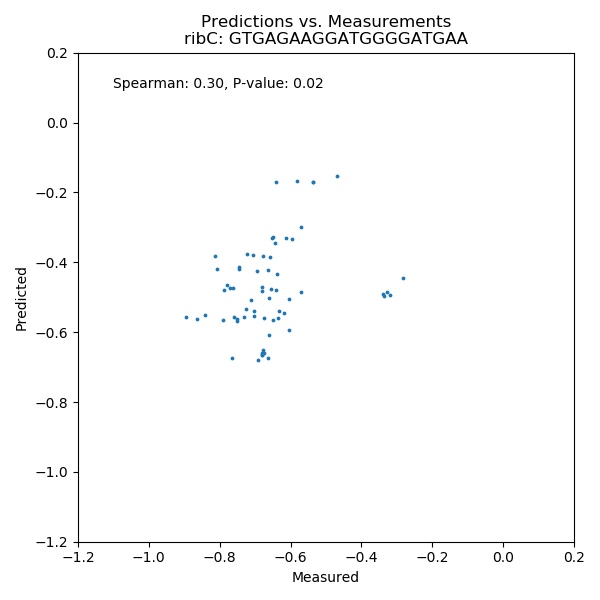 Predictions vs. Measurements
ribC: GTGAGAAGGATGGGGATGAA
0.2
Spearman: 0.30, P-value: 0.02
0.0
−0.2
−0.4
Predicted
−0.6
−0.8
−1.0
−1.2
−1.2 −1.0 −0.8 −0.6 −0.4 −0.2 0.0 0.2
Measured